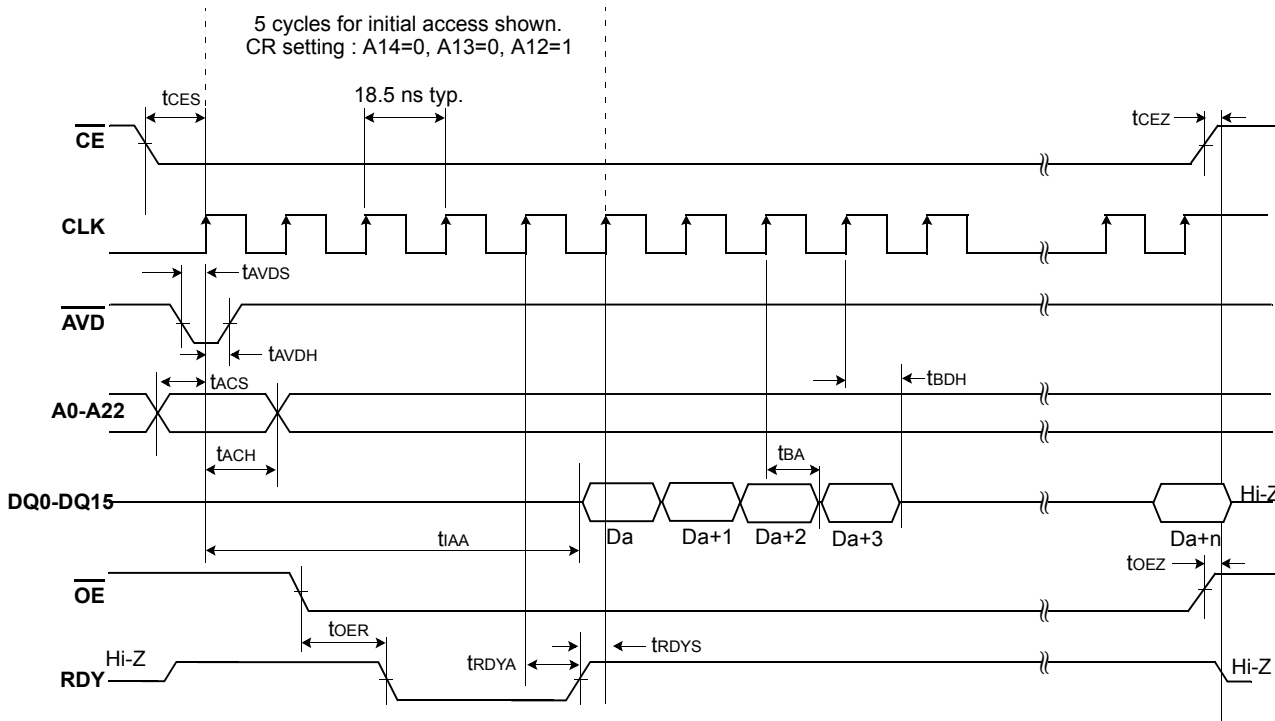 5 cycles for initial access shown.
CR setting : A14=0, A13=0, A12=1
tCES
18.5 ns typ.
tCEZ
CE
CLK
tAVDS
AVD
tAVDH
tACS
tBDH
A0-A22
tACH
tBA
DQ0-DQ15
Hi-Z
Da
Da+1
Da+2
Da+3
Da+n
tIAA
tOEZ
OE
tOER
tRDYS
tRDYA
Hi-Z
Hi-Z
RDY